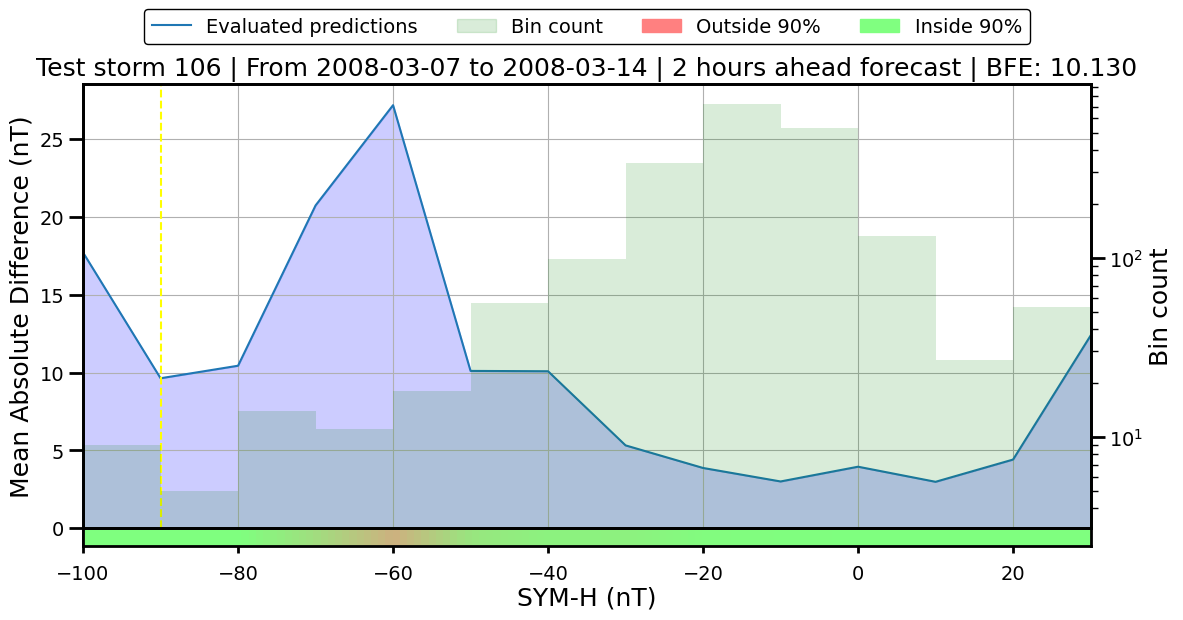 Evaluated predictions Bin count Outside 90% Inside 90%
Test storm 106 | From 2008-03-07 to 2008-03-14 | 2 hours ahead forecast | BFE: 10.130
Mean Absolute Difference (nT)
25
20
15
10
5
0
10²
10¹
Bin count
−100 −80 −60 −40 −20 0 20
SYM-H (nT)